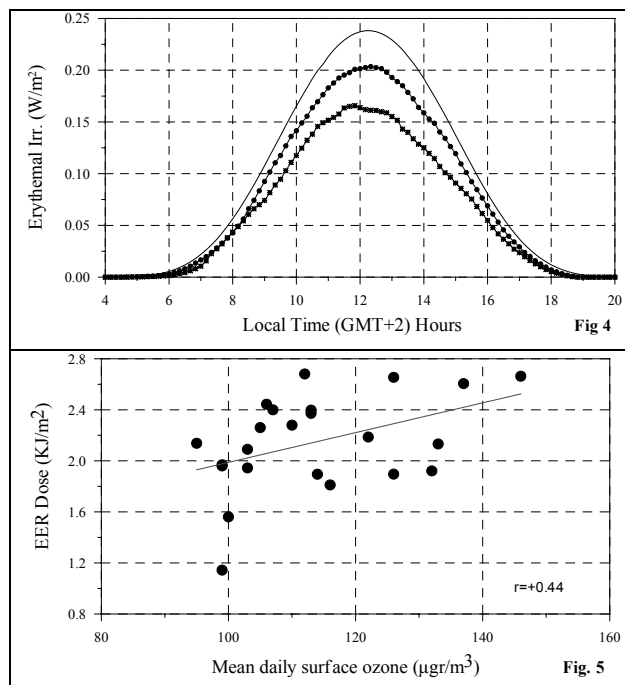 0.25
0.20
0.15
0.10
0.05
0.00
Erythemal Irr. (W/m²)
4 6 8 10 12 14 16 18 20
Local Time (GMT+2) Hours
Fig 4
2.8
2.4
2.0
1.6
1.2
0.8
EER Dose (KJ/m²)
r=+0.44
80 100 120 140 160
Mean daily surface ozone (μgr/m³)
Fig. 5